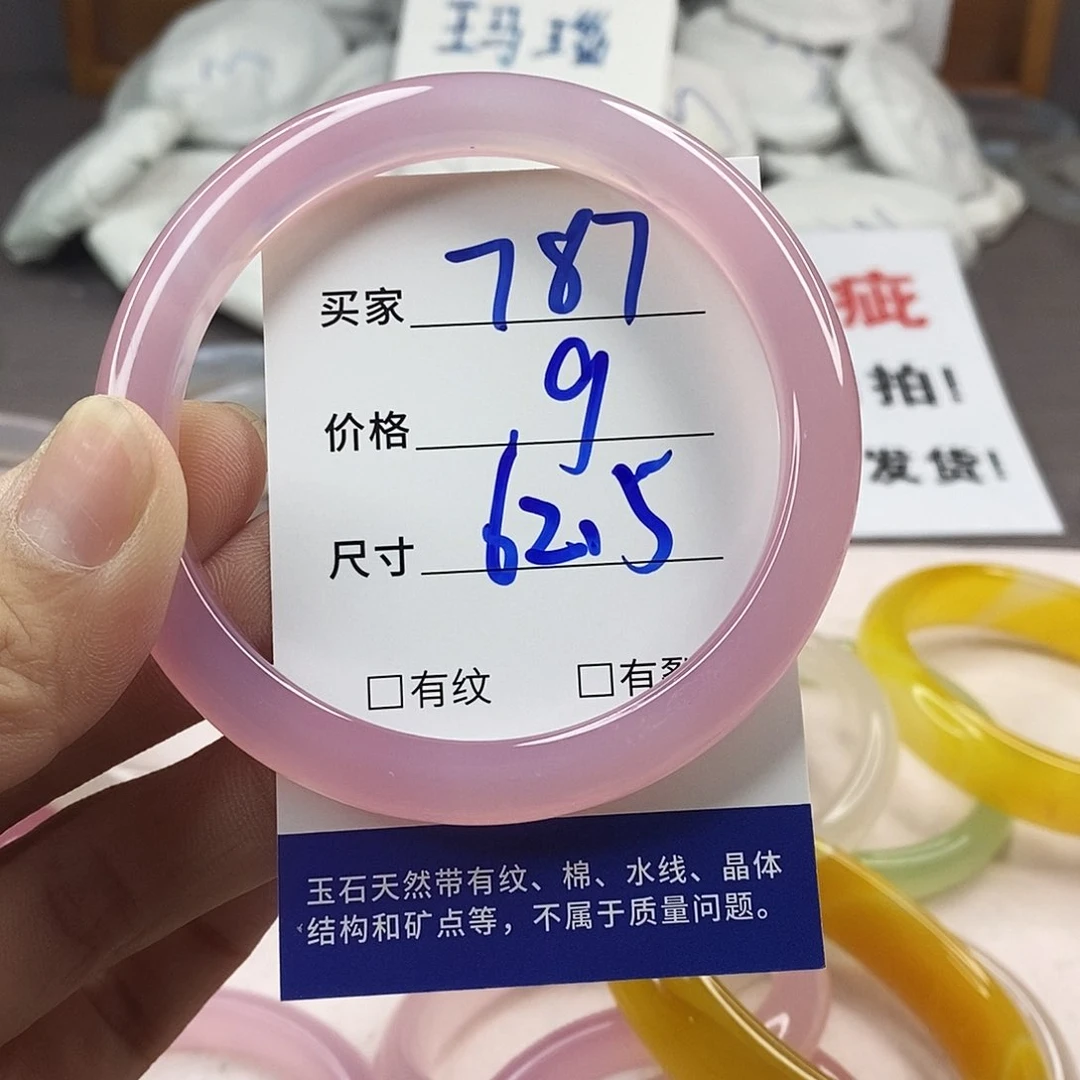 玛瑙
买家 787
价格 9
尺寸 62.5
□有纹 □有裂
玉石天然带有纹、棉、水线、晶体
结构和矿点等，不属于质量问题。
疵
拍!
发货!